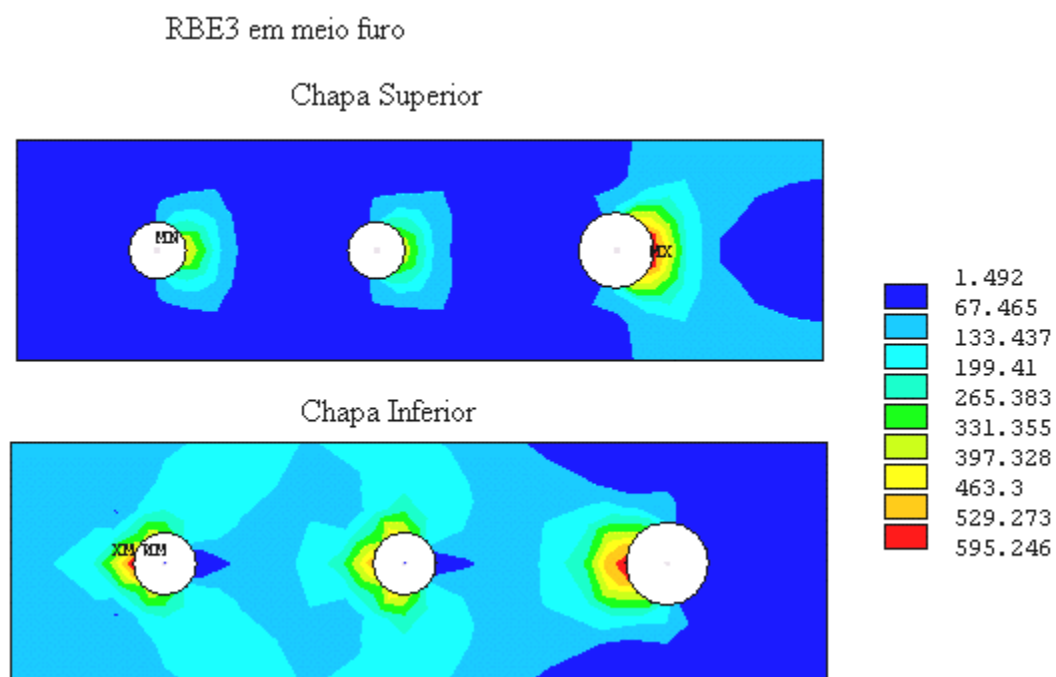 RBE3 em meio furo
Chapa Superior
MN
MX
1.492
67.465
133.437
199.41
265.383
331.355
397.328
463.3
529.273
595.246
Chapa Inferior
XM